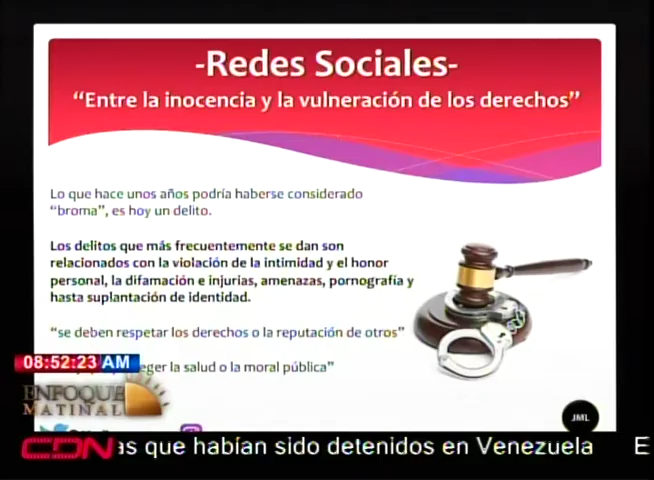 -Redes Sociales-
“Entre la inocencia y la vulneración de los derechos”
Lo que hace unos años podría haberse considerado
“broma”, es hoy un delito.
Los delitos que más frecuentemente se dan son
relacionados con la violación de la intimidad y el honor
personal, la difamación e injurias, amenazas, pornografía y
hasta suplantación de identidad.
“se deben respetar los derechos o la reputación de otros”
eger la salud o la moral pública”
08:52:23 AM
ENFOQUE
MATINAL
JML
CDN as que habían sido detenidos en Venezuela E